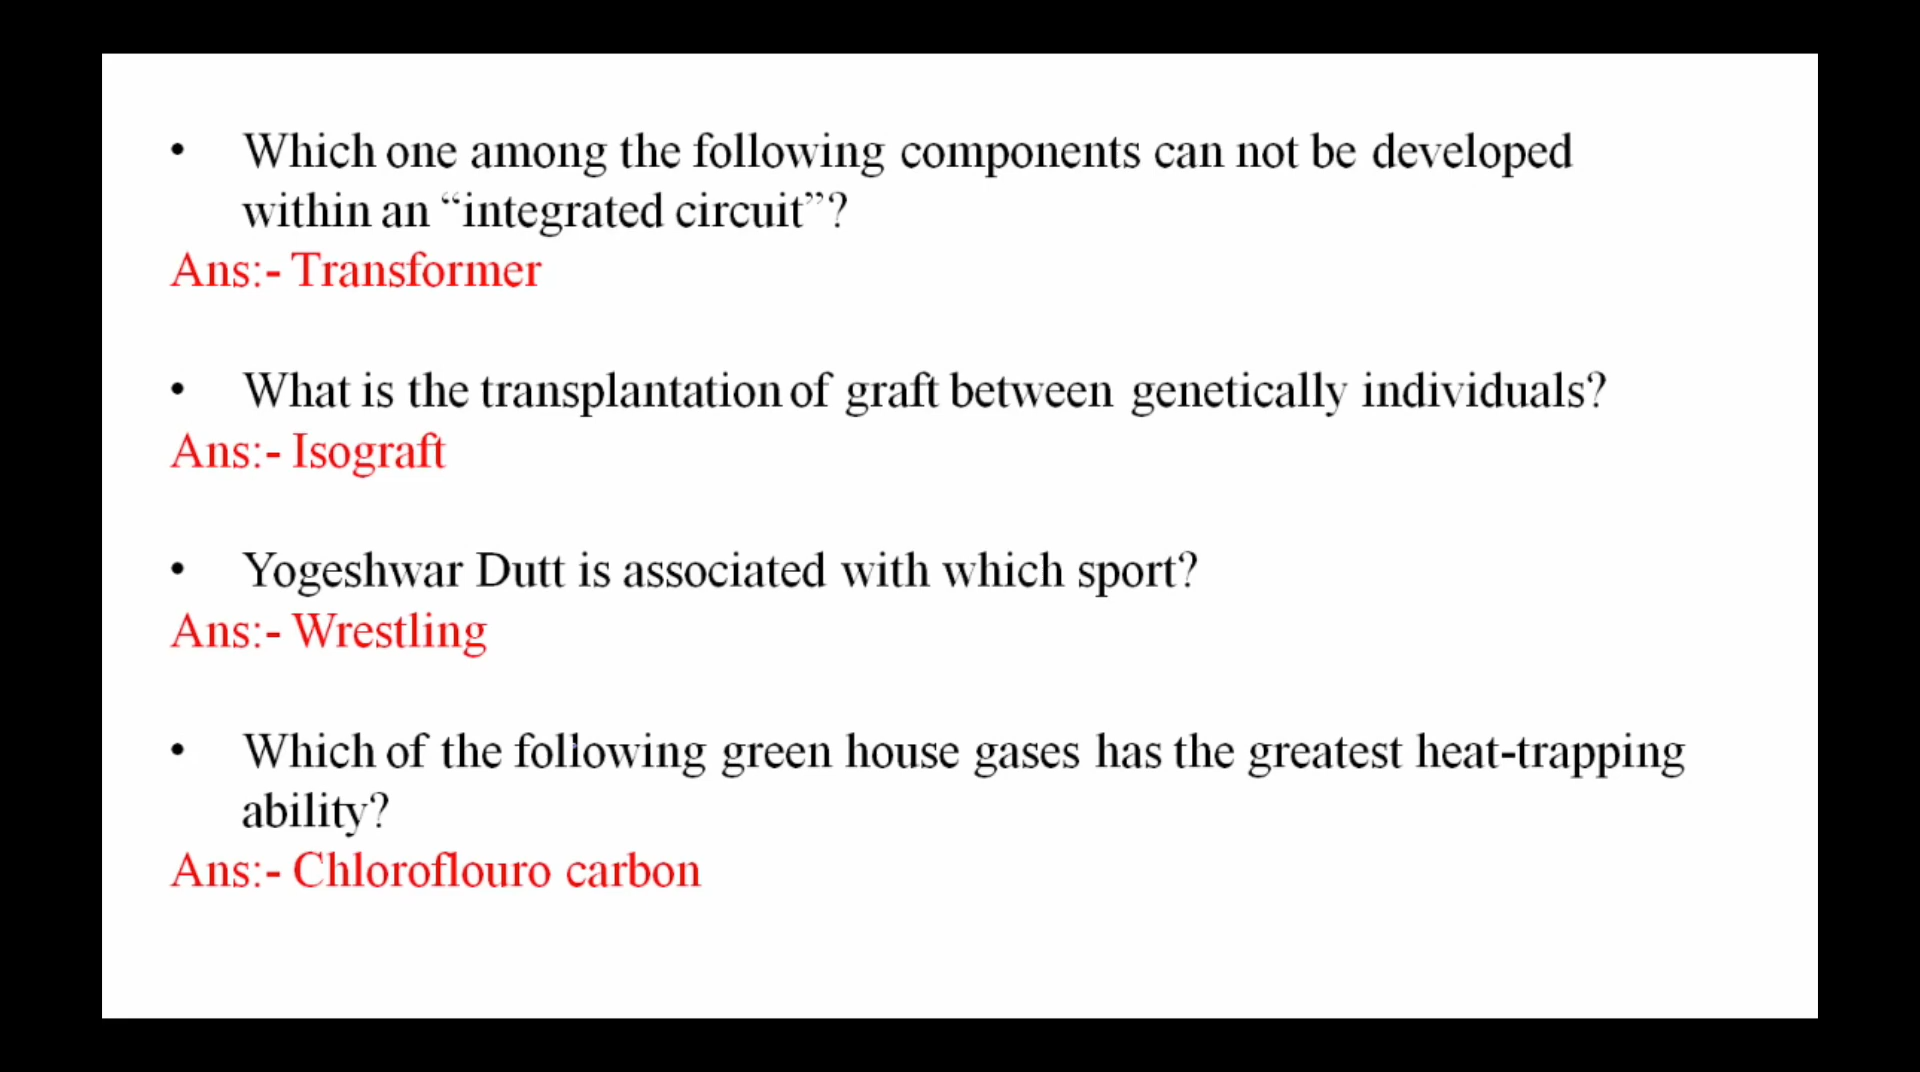 • Which one among the following components can not be developed
within an “integrated circuit”?
Ans:- Transformer
• What is the transplantation of graft between genetically individuals?
Ans:- Isograft
• Yogeshwar Dutt is associated with which sport?
Ans:- Wrestling
• Which of the following green house gases has the greatest heat-trapping
ability?
Ans:- Chloroflouro carbon